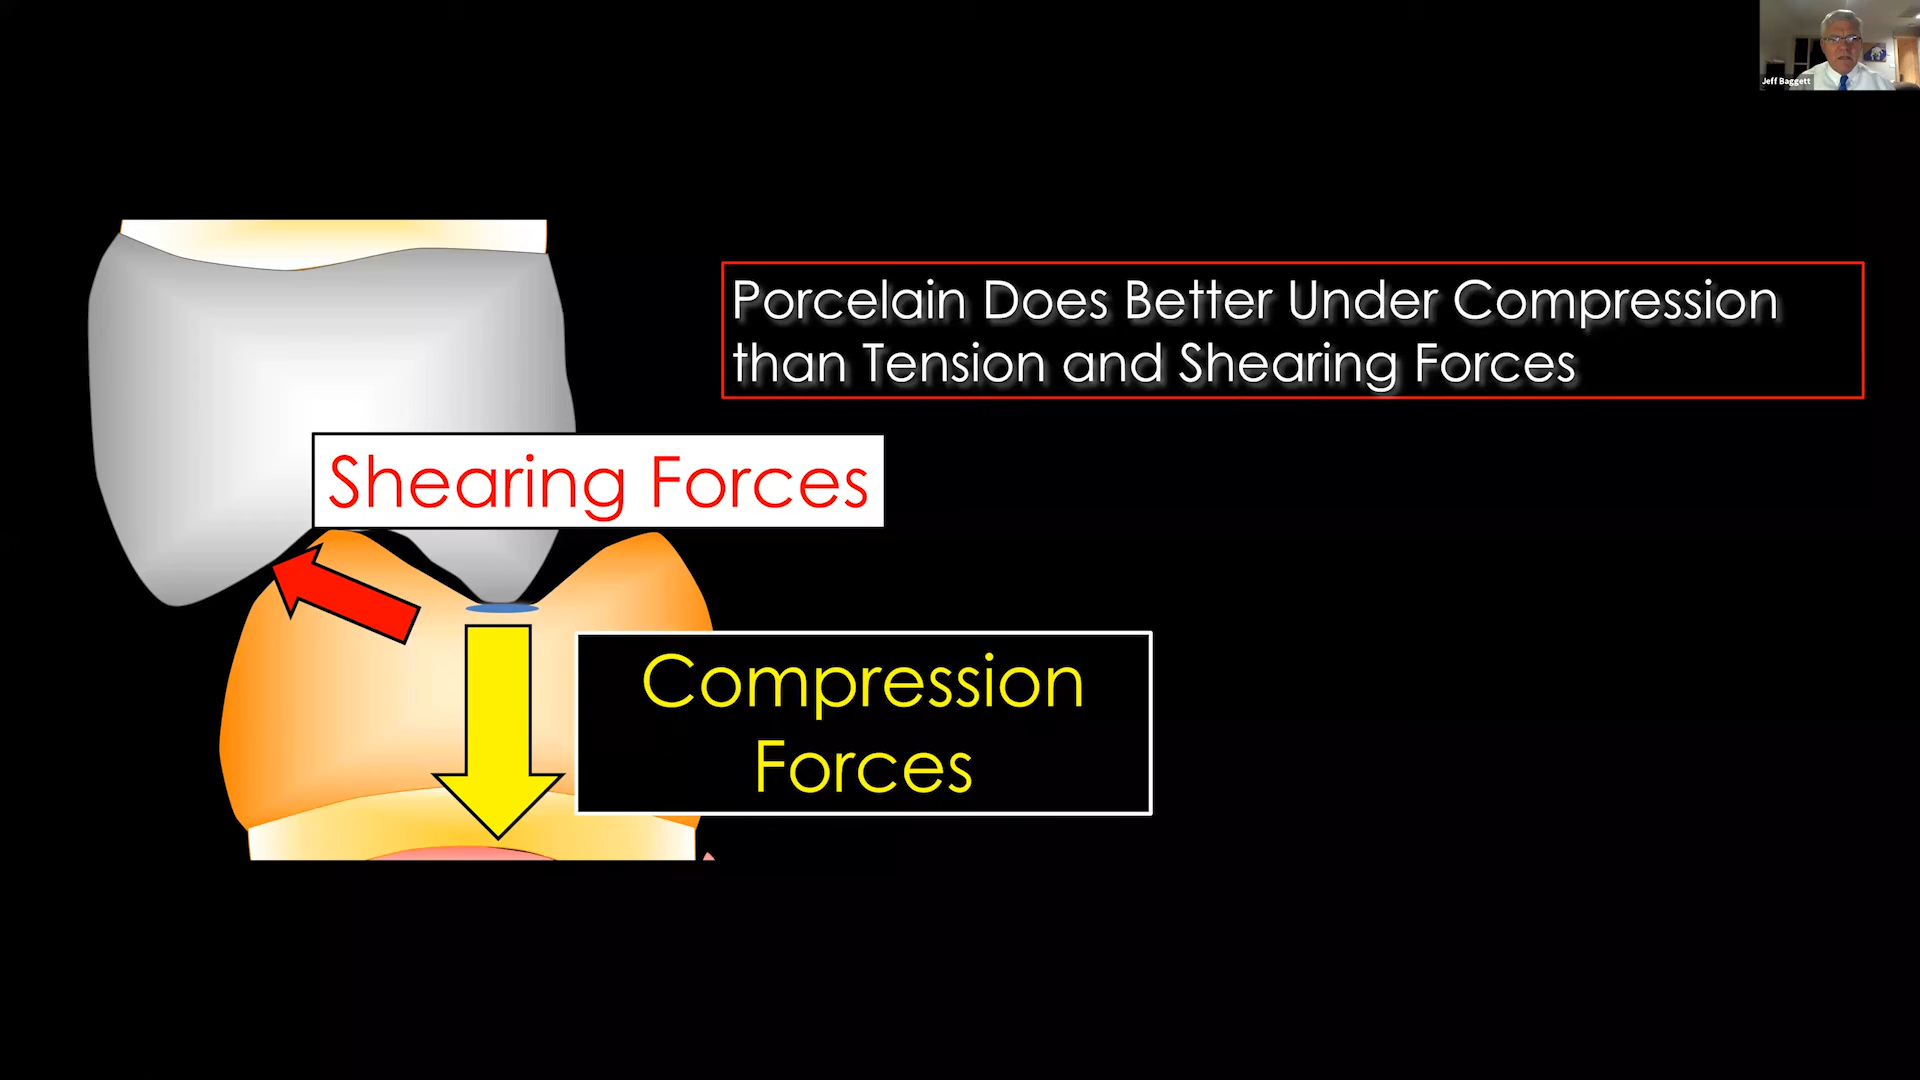 Jeff Baggett
Porcelain Does Better Under Compression
than Tension and Shearing Forces
Shearing Forces
Compression
Forces